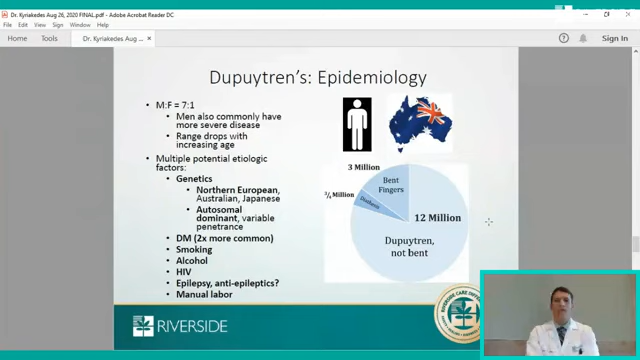 Dr. Kyriakedes Aug 26, 2020 FINAL.pdf - Adobe Acrobat Reader DC
File Edit View Sign Window Help
Home Tools Dr. Kyriakedes Aug ... × Sign In
Dupuytren's: Epidemiology
• M:F = 7:1
• Men also commonly have
more severe disease
• Range drops with
increasing age
• Multiple potential etiologic
factors:
• Genetics
• Northern European,
Australian, Japanese
• Autosomal
dominant, variable
penetrance
• DM (2x more common)
• Smoking
• Alcohol
• HIV
• Epilepsy, anti-epileptics?
• Manual labor
3 Million
Bent
Fingers
¾ Million
12 Million
Dupuytren,
not bent
RIVERSIDE
RIVERSIDE CARE